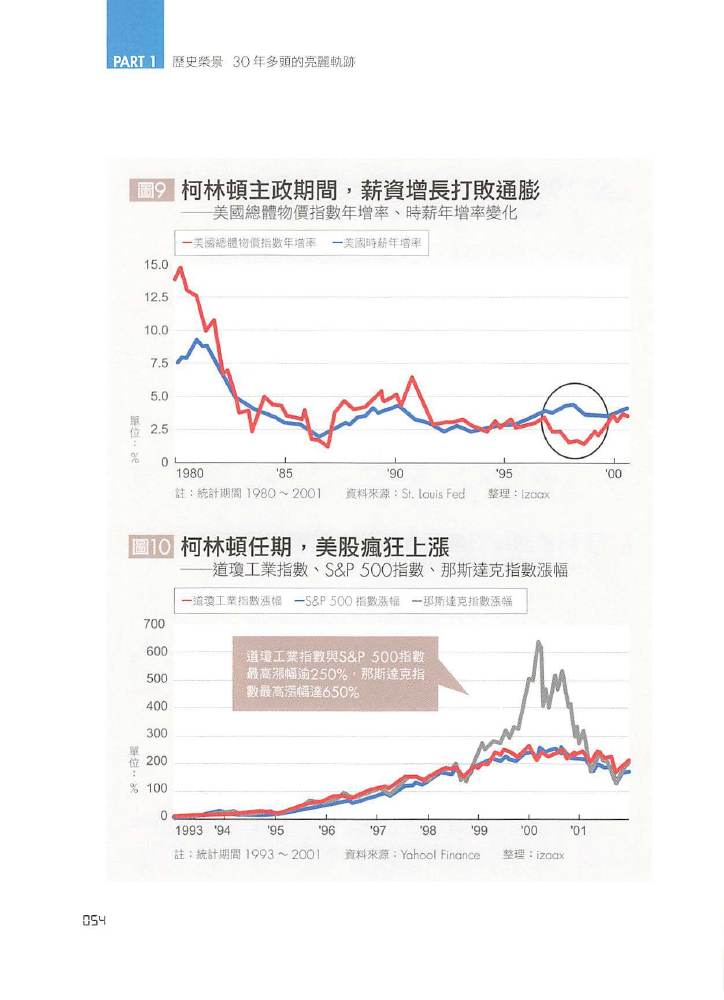 PART 1 歷史榮景 30年多頭的亮麗軌跡
圖9 柯林頓主政期間，薪資增長打敗通膨
——美國總體物價指數年增率、時薪年增率變化
美國總體物價指數年增率 美國時薪年增率
15.0
12.5
10.0
7.5
5.0
2.5
0
單位：%
1980 '85 '90 '95 '00
註：統計期間1980～2001 資料來源：St. Louis Fed 整理：Izaax
圖10 柯林頓任期，美股瘋狂上漲
——道瓊工業指數、S&P 500指數、那斯達克指數漲幅
道瓊工業指數漲幅 S&P 500指數漲幅 那斯達克指數漲幅
700
600
500
400
300
200
100
0
單位：%
道瓊工業指數與S&P 500指數
最高漲幅逾250%，那斯達克指
數最高漲幅達650%
1993 '94 '95 '96 '97 '98 '99 '00 '01
註：統計期間1993～2001 資料來源：Yahoo! Finance 整理：izaax
054